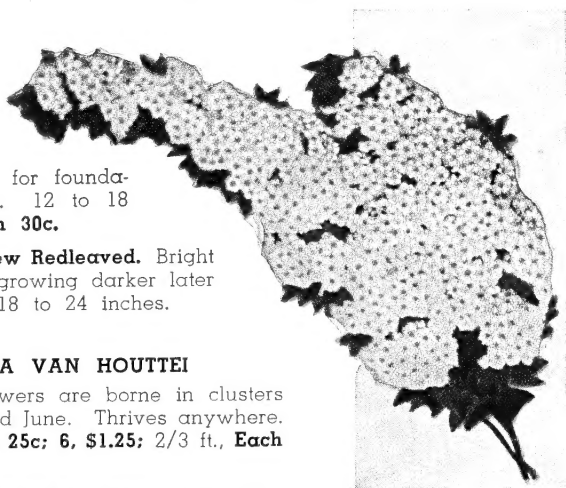 for founda-
. 12 to 18
30c.
Redleaved. Bright
growing darker later
18 to 24 inches.
A VAN HOUTTEI
wers are borne in clusters
d June. Thrives anywhere.
25c; 6, $1.25; 2/3 ft., Each